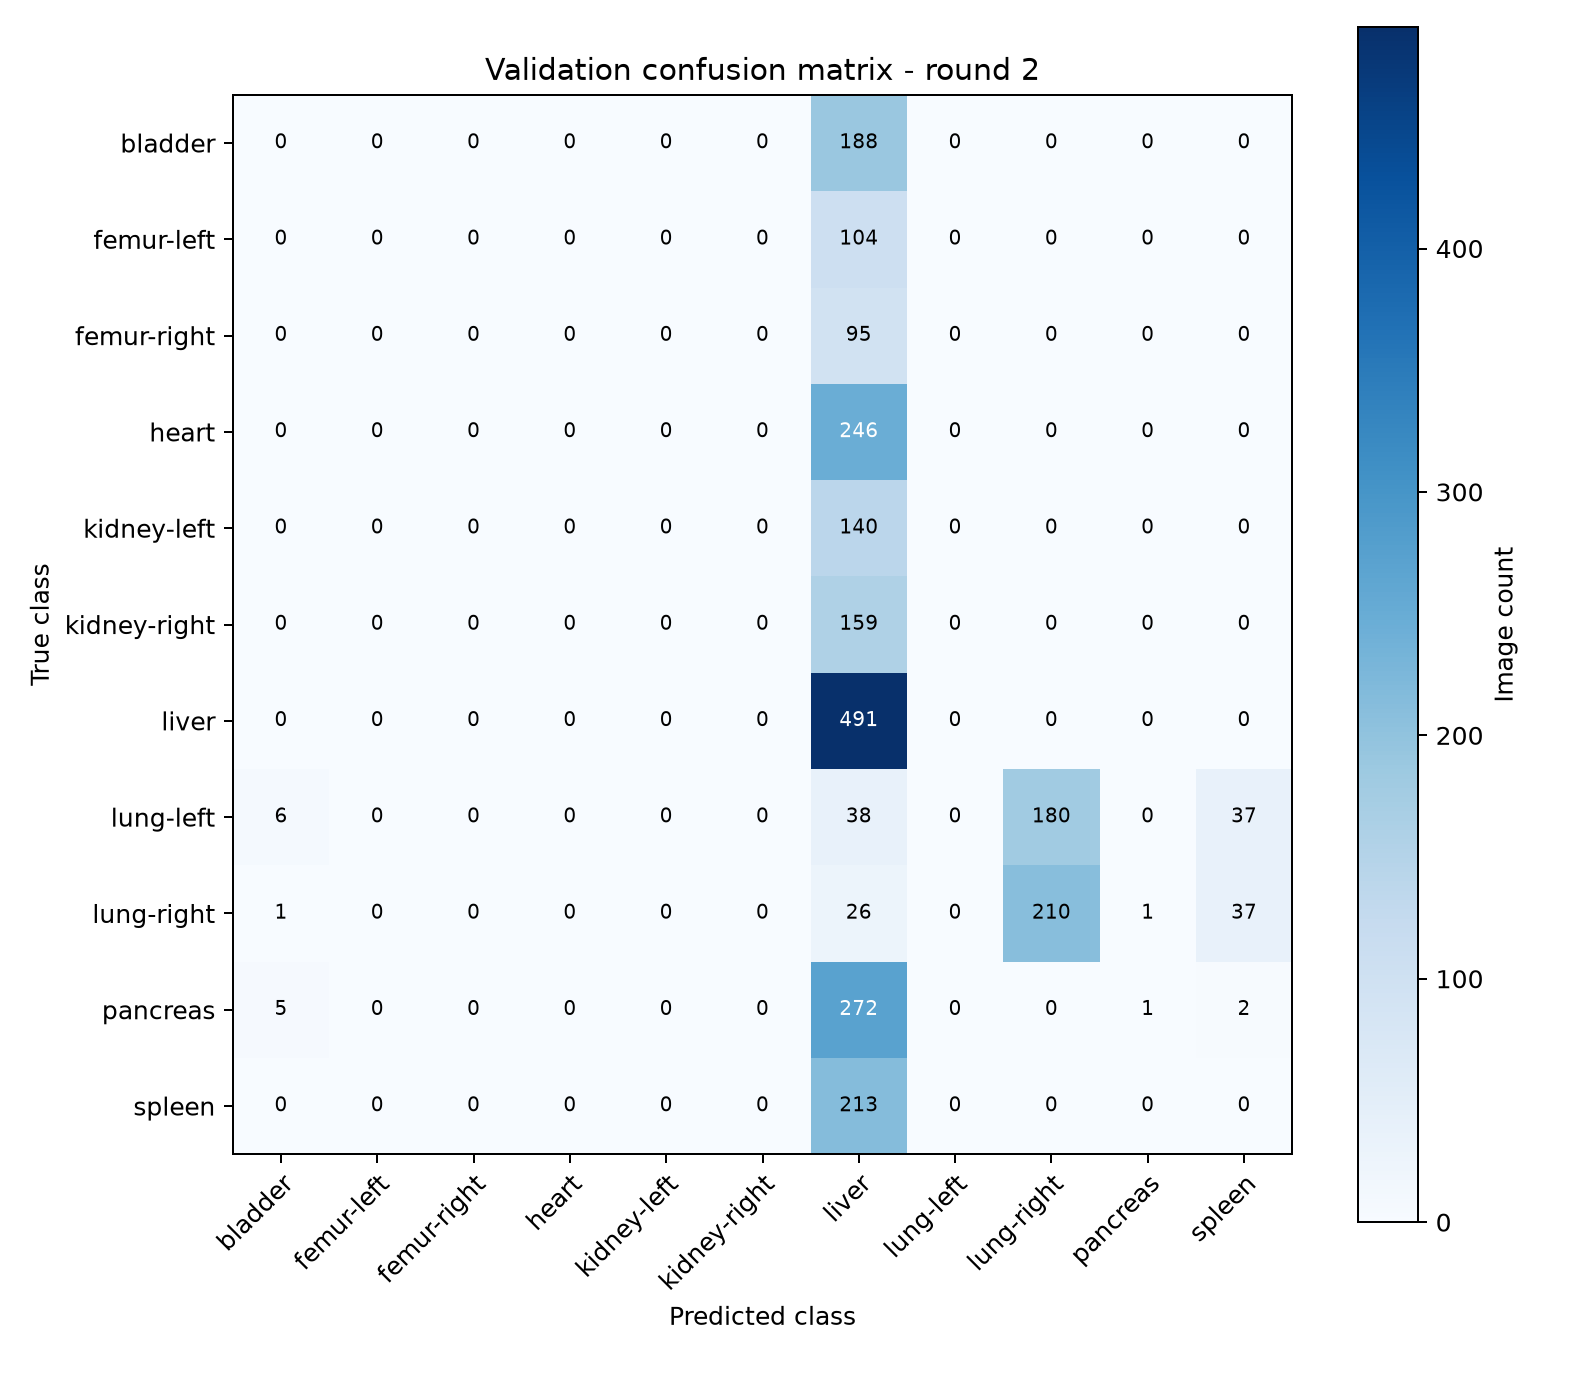 Validation confusion matrix - round 2
bladder 0 0 0 0 0 0 188 0 0 0 0
femur-left 0 0 0 0 0 0 104 0 0 0 0
femur-right 0 0 0 0 0 0 95 0 0 0 0
heart 0 0 0 0 0 0 246 0 0 0 0
kidney-left 0 0 0 0 0 0 140 0 0 0 0
kidney-right 0 0 0 0 0 0 159 0 0 0 0
liver 0 0 0 0 0 0 491 0 0 0 0
lung-left 6 0 0 0 0 0 38 0 180 0 37
lung-right 1 0 0 0 0 0 26 0 210 1 37
pancreas 5 0 0 0 0 0 272 0 0 1 2
spleen 0 0 0 0 0 0 213 0 0 0 0
bladder femur-left femur-right heart kidney-left kidney-right liver lung-left lung-right pancreas spleen
Predicted class
True class
400
300
200
100
0
Image count